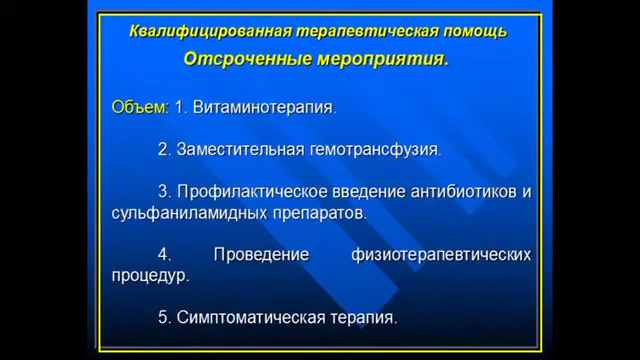 Квалифицированная терапевтическая помощь
Отсроченные мероприятия.
Объем: 1. Витаминотерапия.
2. Заместительная гемотрансфузия.
3. Профилактическое введение антибиотиков и
сульфаниламидных препаратов.
4. Проведение физиотерапевтических
процедур.
5. Симптоматическая терапия.